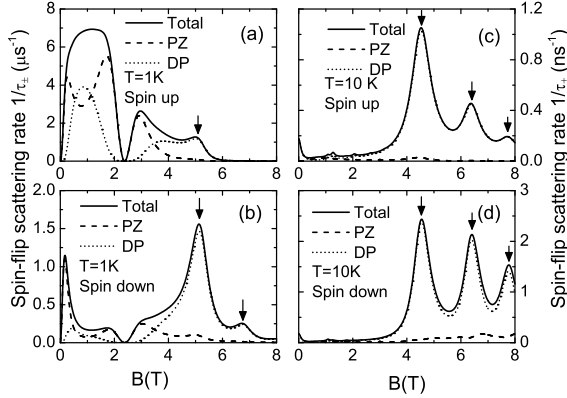 Spin-flip scattering rate 1/τ± (μs⁻¹)
8
6
4
2
0
Total
PZ
DP
T=1K
Spin up
(a)
(c)
Total
PZ
DP
T=10 K
Spin up
1.2
0.8
0.4
0.0
Spin-flip scattering rate 1/τ+ (ns⁻¹)
2.0
1.5
1.0
0.5
0.0
Total
PZ
DP
T=1K
Spin down
(b)
(d)
Total
PZ
DP
T=10K
Spin down
3
2
1
0
0 2 4 6 8
0 2 4 6 8
B(T)
B(T)